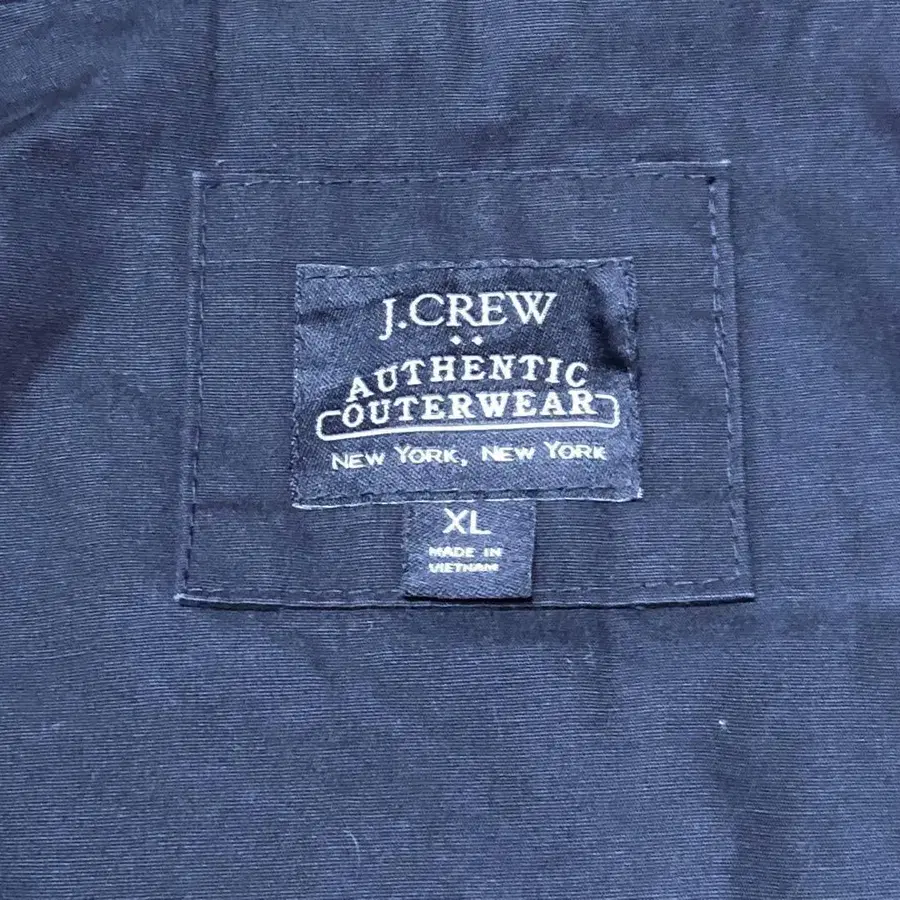 J.CREW
AUTHENTIC
OUTERWEAR
NEW YORK, NEW YORK
XL
MADE IN
VIETNAM